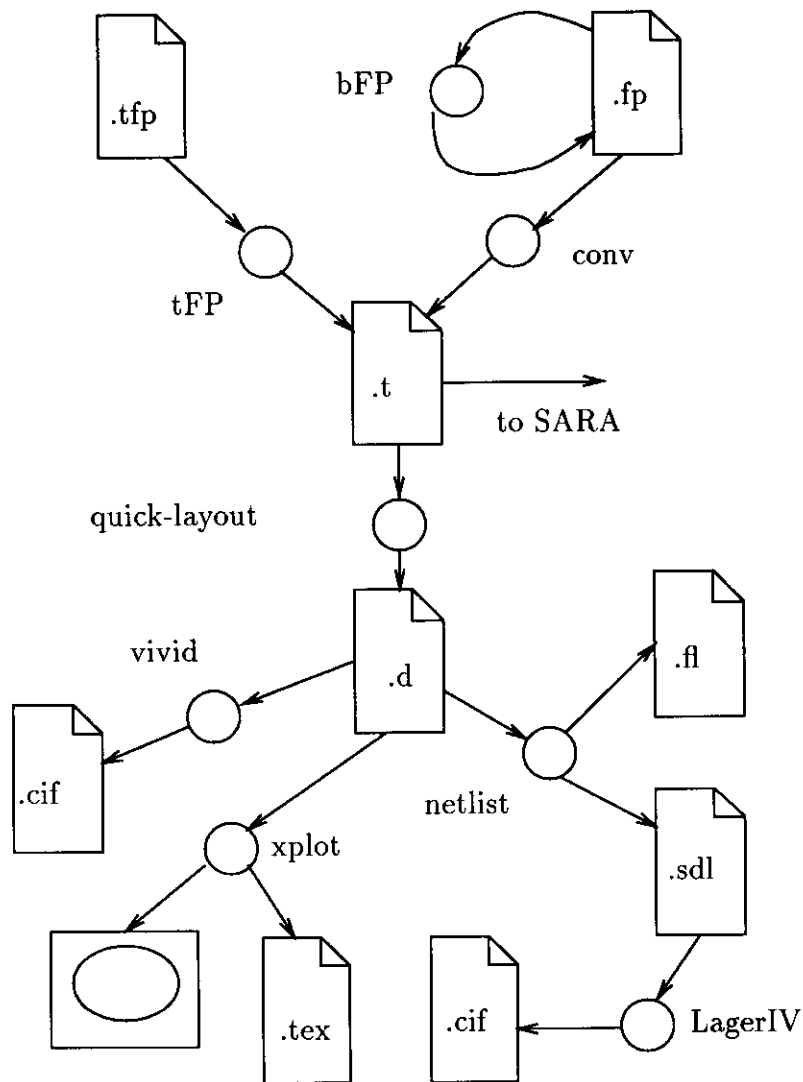 bFP
.tfp
.fp
conv
tFP
.t
to SARA
quick-layout
vivid
.d
.fl
.cif
netlist
xplot
.sdl
.tex
.cif
LagerIV